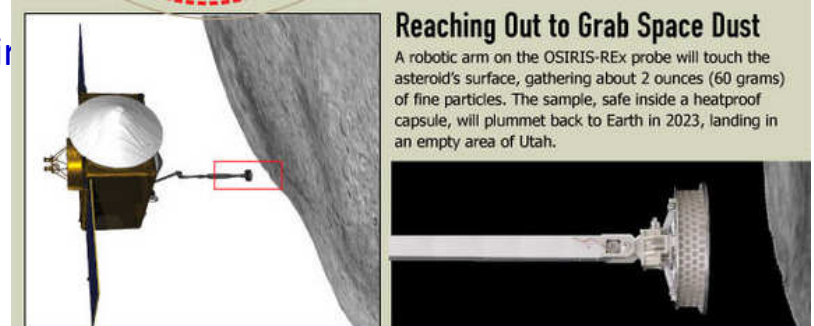 Reaching Out to Grab Space Dust
A robotic arm on the OSIRIS-REx probe will touch the
asteroid's surface, gathering about 2 ounces (60 grams)
of fine particles. The sample, safe inside a heatproof
capsule, will plummet back to Earth in 2023, landing in
an empty area of Utah.